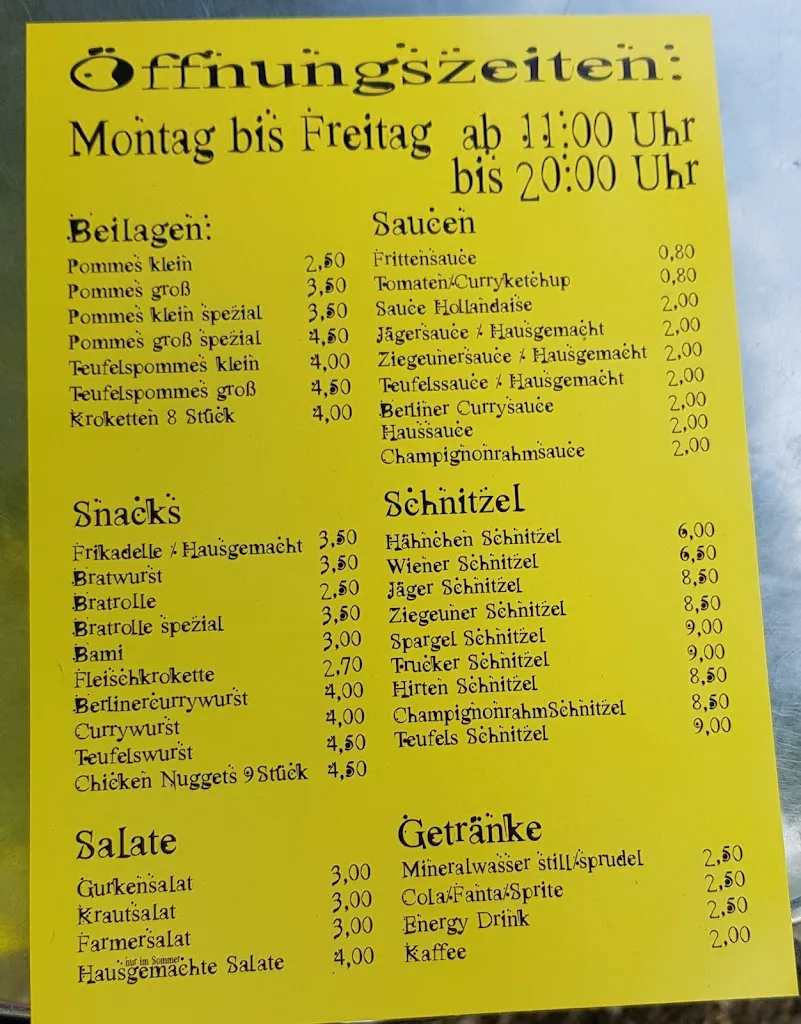 Öffnungszeiten:
Montag bis Freitag ab 11:00 Uhr
bis 20:00 Uhr
Beilagen:
Pommes klein 2,50
Pommes groß 3,50
Pommes klein spezial 3,50
Pommes groß spezial 4,50
Teufelspommes klein 4,00
Teufelspommes groß 4,50
Kroketten 8 Stück 4,00
Saucen
Frittensauce 0,80
Tomaten/Curryketchup 0,80
Sauce Hollandaise 2,00
Jägersauce / Hausgemacht 2,00
Ziegeunersauce / Hausgemacht 2,00
Teufelssauce / Hausgemacht 2,00
Berliner Currysauce 2,00
Haussauce 2,00
Champignonrahmsauce 2,00
Snacks
Frikadelle / Hausgemacht 3,50
Bratwurst 3,50
Bratrolle 2,50
Bratrolle spezial 3,50
Bami 3,00
Fleischkrokette 2,70
Berlinercurrywurst 4,00
Currywurst 4,00
Teufelswurst 4,50
Chicken Nuggets 9 Stück 4,50
Schnitzel
Hähnchen Schnitzel 6,00
Wiener Schnitzel 6,50
Jäger Schnitzel 8,50
Ziegeuner Schnitzel 8,50
Spargel Schnitzel 9,00
Trucker Schnitzel 9,00
Hirten Schnitzel 8,50
ChampignonrahmSchnitzel 8,50
Teufels Schnitzel 9,00
Salate
Gurkensalat 3,00
Krautsalat 3,00
Farmersalat 3,00
nur im Sommer
Hausgemachte Salate 4,00
Getränke
Mineralwasser still/sprudel 2,50
Cola/Fanta/Sprite 2,50
Energy Drink 2,50
Kaffee 2,00